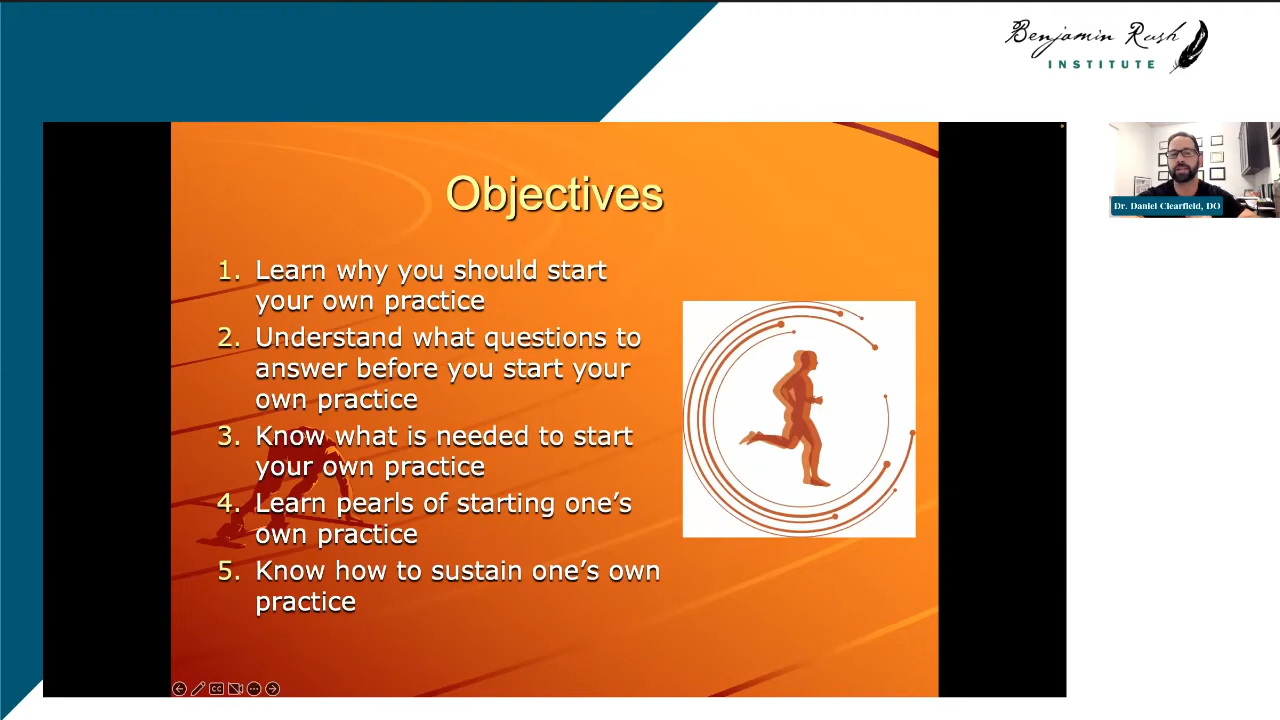 Benjamin Rush
INSTITUTE
Objectives
1. Learn why you should start
your own practice
2. Understand what questions to
answer before you start your
own practice
3. Know what is needed to start
your own practice
4. Learn pearls of starting one’s
own practice
5. Know how to sustain one’s own
practice
Dr. Daniel Clearfield, DO
CC